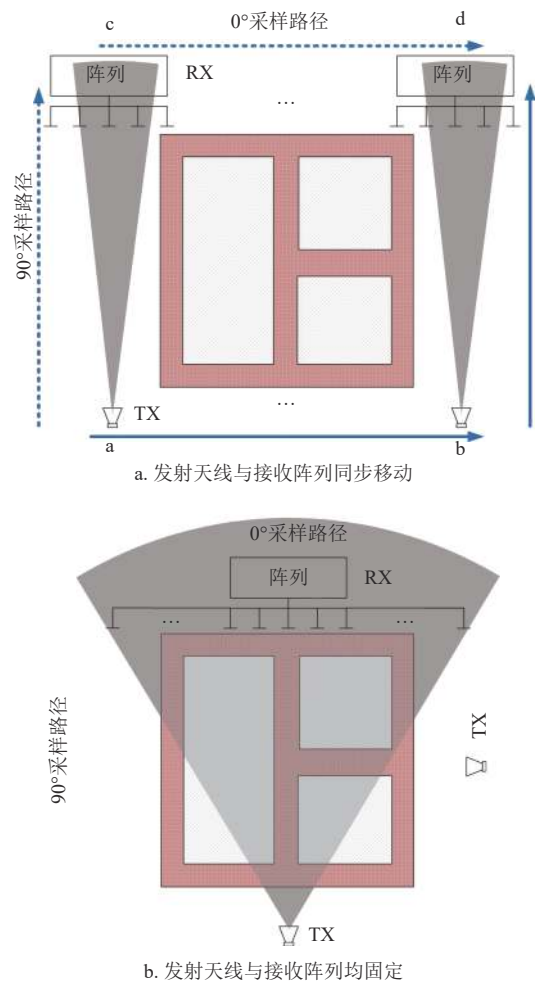 c
0°采样路径
d
阵列
RX
阵列
…
90°采样路径
…
TX
a
b
a. 发射天线与接收阵列同步移动
0°采样路径
阵列
RX
…
…
90°采样路径
TX
TX
b. 发射天线与接收阵列均固定